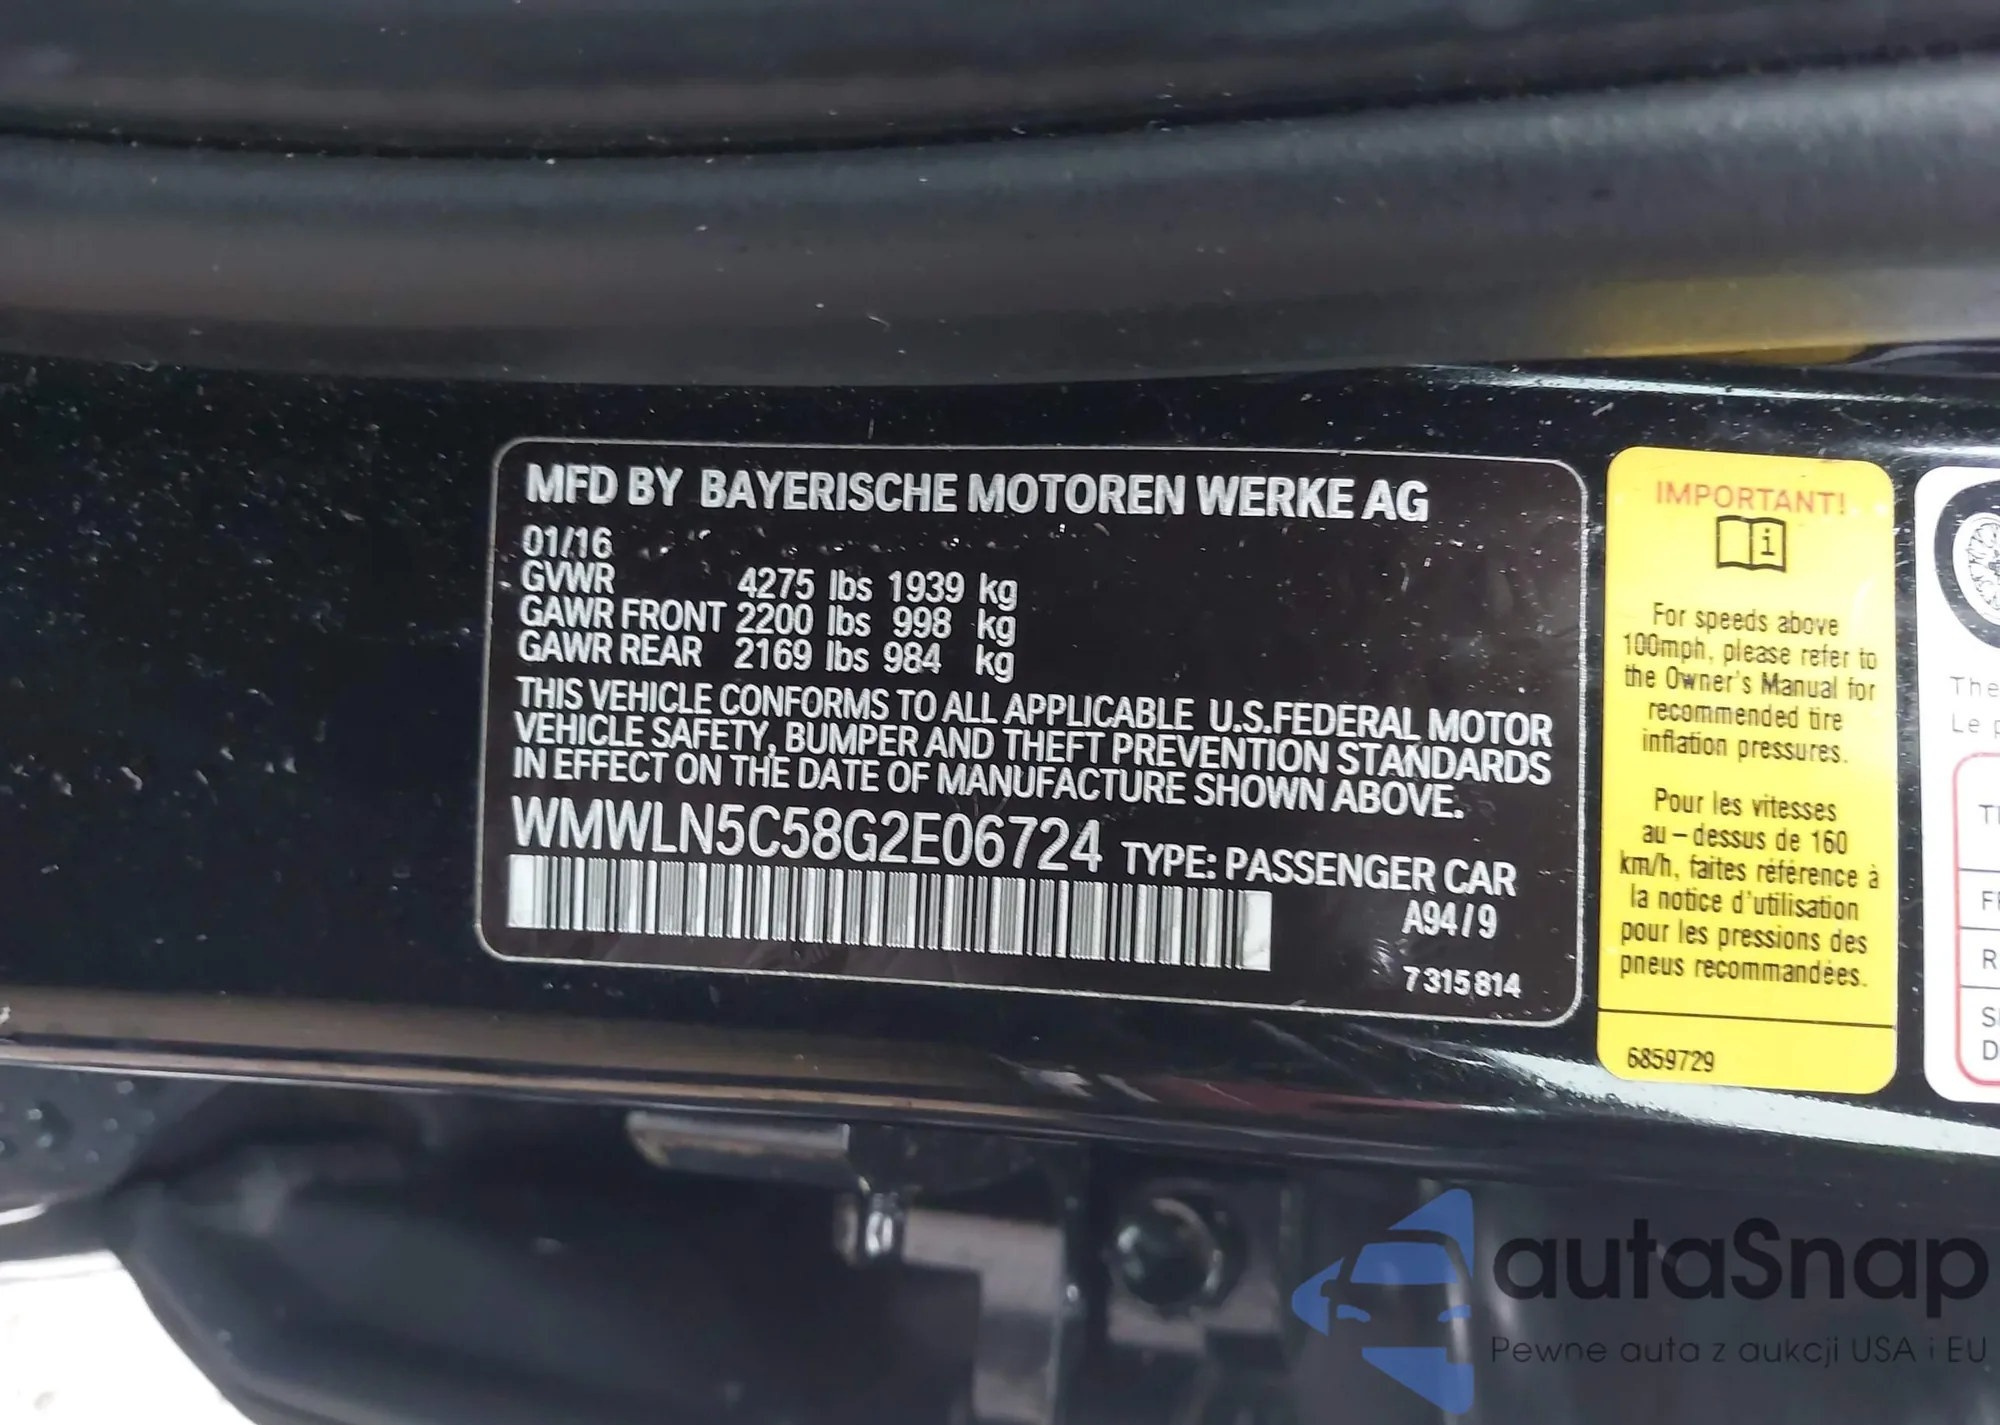 MFD BY BAYERISCHE MOTOREN WERKE AG
01/16
GVWR 4275 lbs 1939 kg
GAWR FRONT 2200 lbs 998 kg
GAWR REAR 2169 lbs 984 kg
THIS VEHICLE CONFORMS TO ALL APPLICABLE U.S.FEDERAL MOTOR
VEHICLE SAFETY, BUMPER AND THEFT PREVENTION STANDARDS
IN EFFECT ON THE DATE OF MANUFACTURE SHOWN ABOVE.
WMWLN5C58G2E06724 TYPE: PASSENGER CAR
A94/9
7315814
IMPORTANT!
i
For speeds above
100mph, please refer to
the Owner's Manual for
recommended tire
inflation pressures.
Pour les vitesses
au-dessus de 160
km/h, faites référence à
la notice d'utilisation
pour les pressions des
pneus recommandées.
6859729
The
Le p
autaSnap
Pewne auta z aukcji USA i EU